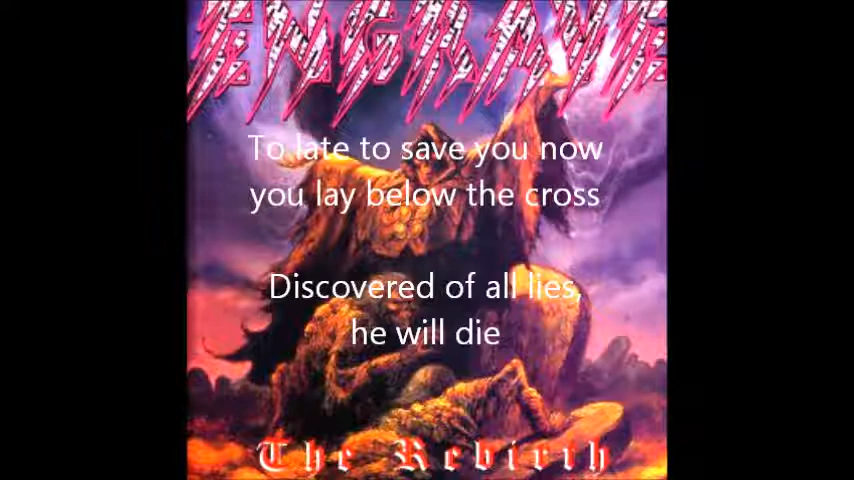 ENGRAVE
To late to save you now
you lay below the cross
Discovered of all lies,
he will die
The Rebirth